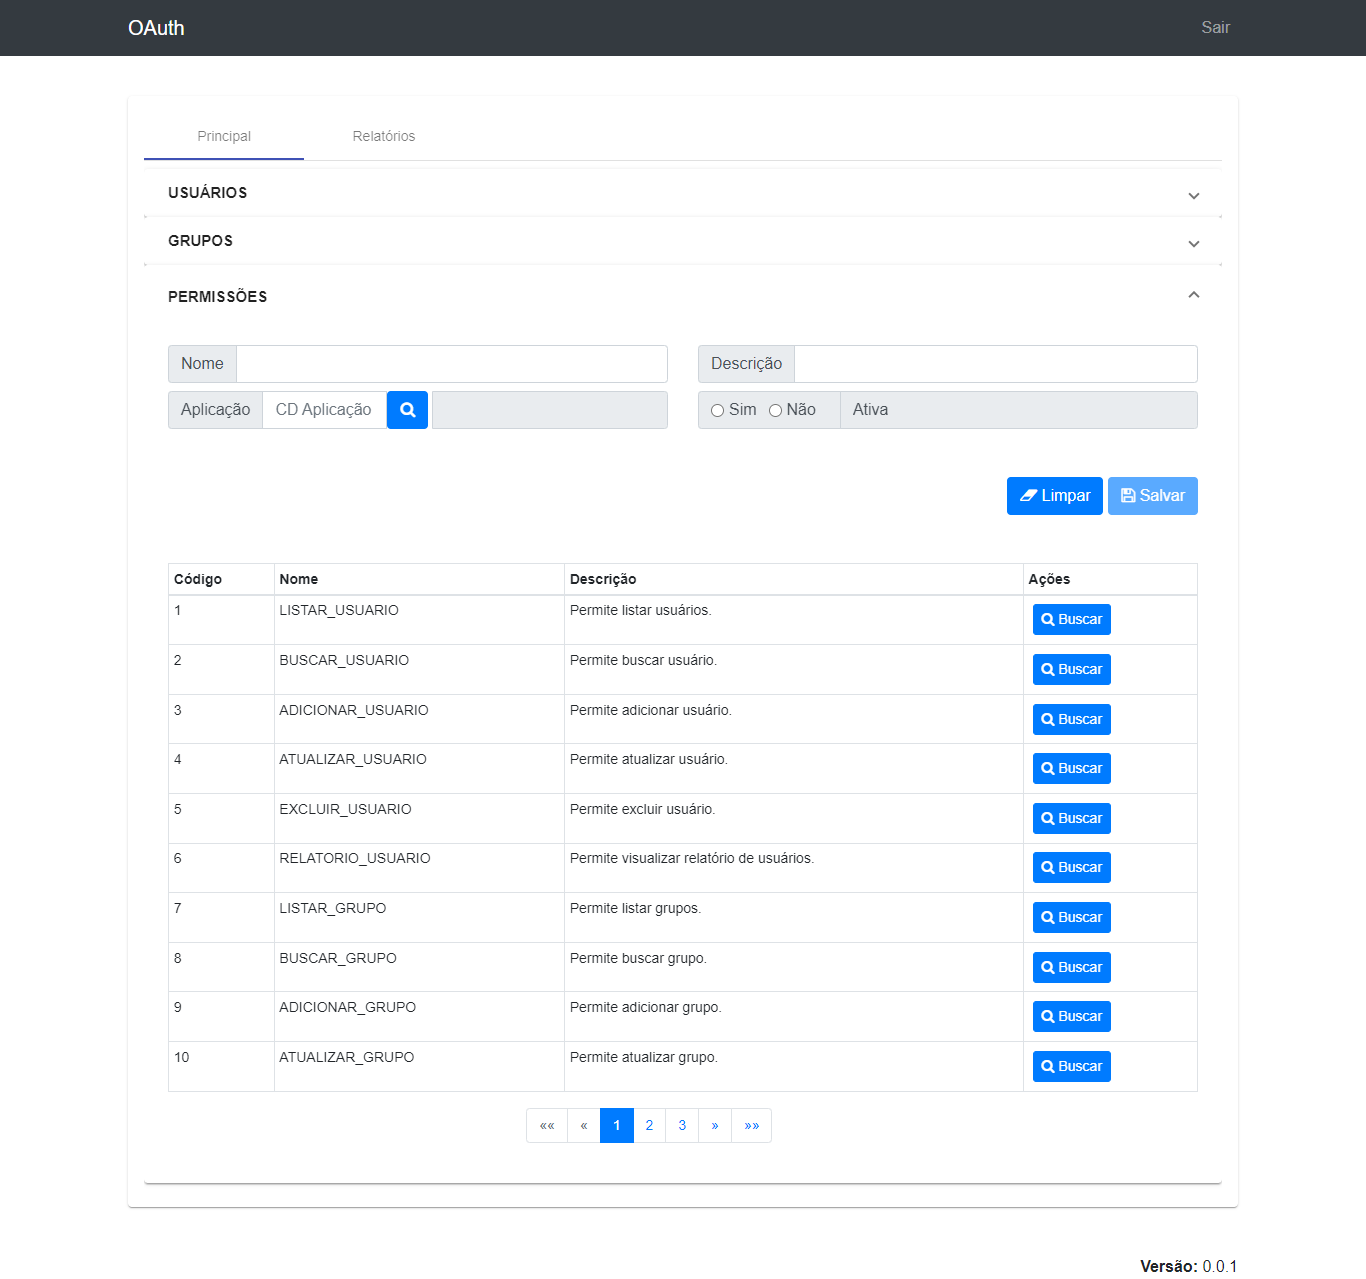 OAuth Sair
Principal Relatórios
USUÁRIOS
GRUPOS
PERMISSÕES
Nome Descrição
Aplicação CD Aplicação Sim Não Ativa
Limpar Salvar
Código Nome Descrição Ações
1 LISTAR_USUARIO Permite listar usuários. Buscar
2 BUSCAR_USUARIO Permite buscar usuário. Buscar
3 ADICIONAR_USUARIO Permite adicionar usuário. Buscar
4 ATUALIZAR_USUARIO Permite atualizar usuário. Buscar
5 EXCLUIR_USUARIO Permite excluir usuário. Buscar
6 RELATORIO_USUARIO Permite visualizar relatório de usuários. Buscar
7 LISTAR_GRUPO Permite listar grupos. Buscar
8 BUSCAR_GRUPO Permite buscar grupo. Buscar
9 ADICIONAR_GRUPO Permite adicionar grupo. Buscar
10 ATUALIZAR_GRUPO Permite atualizar grupo. Buscar
«« « 1 2 3 » »»
Versão: 0.0.1